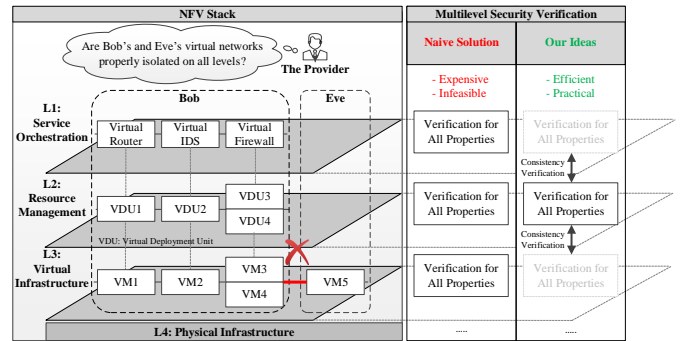 NFV Stack
Multilevel Security Verification
Are Bob's and Eve's virtual networks
properly isolated on all levels?
The Provider
Naive Solution
Our Ideas
- Expensive
- Infeasible
- Efficient
- Practical
Bob
Eve
L1:
Service
Orchestration
Virtual
Router
Virtual
IDS
Virtual
Firewall
Verification for
All Properties
Verification for
All Properties
Consistency
Verification
L2:
Resource
Management
VDU1
VDU2
VDU3
VDU4
VDU: Virtual Deployment Unit
Verification for
All Properties
Verification for
All Properties
Consistency
Verification
L3:
Virtual
Infrastructure
VM1
VM2
VM3
VM4
VM5
Verification for
All Properties
Verification for
All Properties
L4: Physical Infrastructure
.....
.....